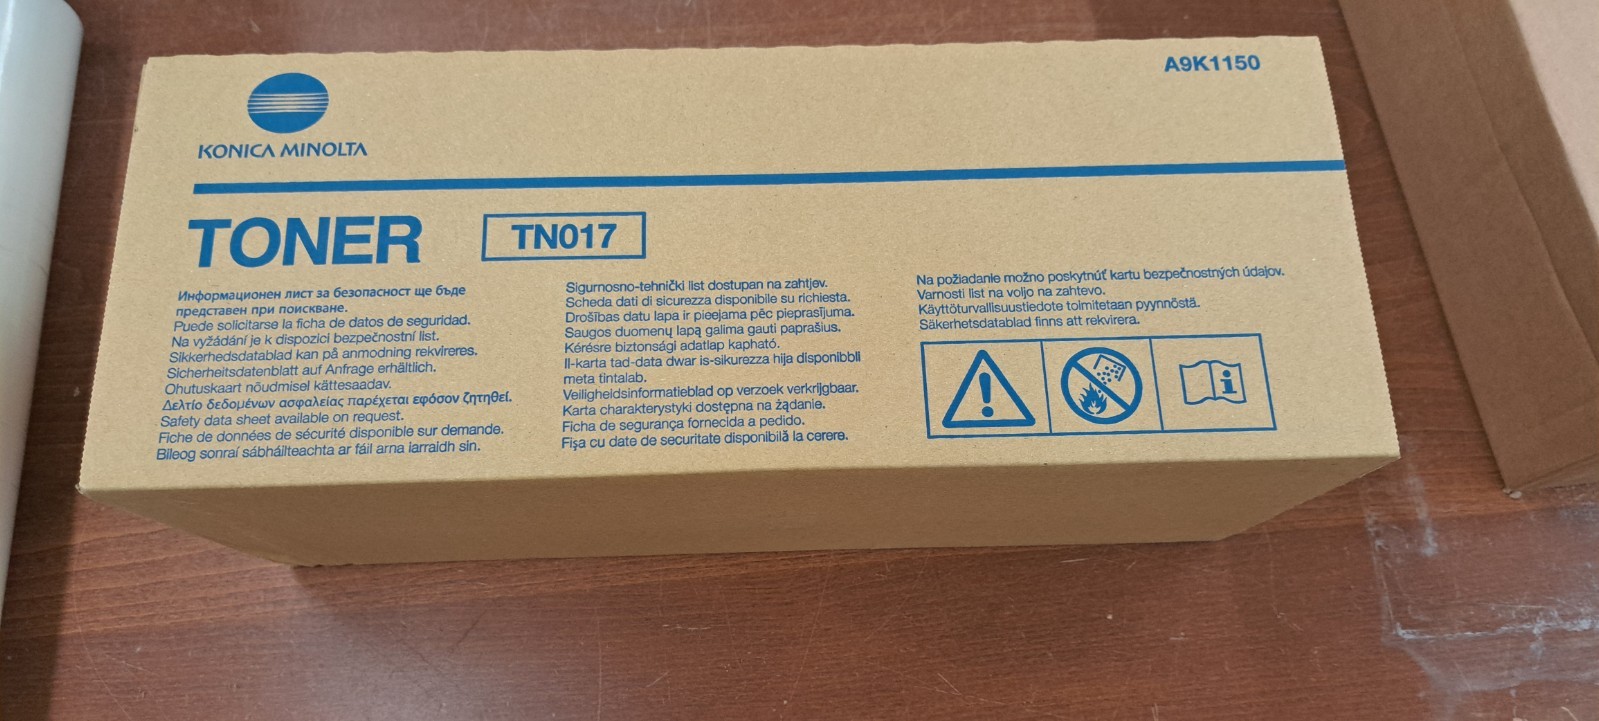 KONICA MINOLTA
A9K1150
TONER
TN017
Информационен лист за безопасност ще бъде
представен при поискване.
Puede solicitarse la ficha de datos de seguridad.
Na vyžádání je k dispozici bezpečnostní list.
Sikkerhedsdatablad kan på anmodning rekvireres.
Sicherheitsdatenblatt auf Anfrage erhältlich.
Ohutuskaart nõudmisel kättesaadav.
Δελτίο δεδομένων ασφαλείας παρέχεται εφόσον ζητηθεί.
Safety data sheet available on request.
Fiche de données de sécurité disponible sur demande.
Bileog sonraí sábháilteachta ar fáil arna iarraidh sin.
Sigurnosno-tehnički list dostupan na zahtjev.
Scheda dati di sicurezza disponibile su richiesta.
Drošības datu lapa ir pieejama pēc pieprasījuma.
Saugos duomenų lapą galima gauti paprašius.
Kérésre biztonsági adatlap kapható.
Il-karta tad-data dwar is-sikurezza hija disponibbli
meta tintalab.
Veiligheidsinformatieblad op verzoek verkrijgbaar.
Karta charakterystyki dostępna na żądanie.
Ficha de segurança fornecida a pedido.
Fişa cu date de securitate disponibilă la cerere.
Na požiadanie možno poskytnúť kartu bezpečnostných údajov.
Varnosti list na voljo na zahtevo.
Käyttöturvallisuustiedote toimitetaan pyynnöstä.
Säkerhetsdatablad finns att rekvirera.